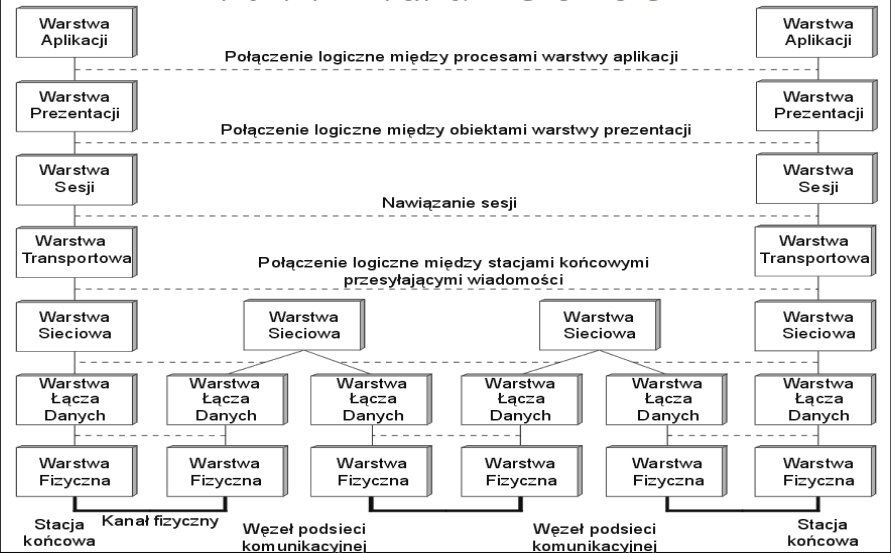 Warstwa
Aplikacji
Warstwa
Aplikacji
Połączenie logiczne między procesami warstwy aplikacji
Warstwa
Prezentacji
Warstwa
Prezentacji
Połączenie logiczne między obiektami warstwy prezentacji
Warstwa
Sesji
Warstwa
Sesji
Nawiązanie sesji
Warstwa
Transportowa
Warstwa
Transportowa
Połączenie logiczne między stacjami końcowymi
przesyłającymi wiadomości
Warstwa
Sieciowa
Warstwa
Sieciowa
Warstwa
Sieciowa
Warstwa
Sieciowa
Warstwa
Łącza
Danych
Warstwa
Łącza
Danych
Warstwa
Łącza
Danych
Warstwa
Łącza
Danych
Warstwa
Łącza
Danych
Warstwa
Łącza
Danych
Warstwa
Fizyczna
Warstwa
Fizyczna
Warstwa
Fizyczna
Warstwa
Fizyczna
Warstwa
Fizyczna
Warstwa
Fizyczna
Stacja
końcowa
Kanał fizyczny
Węzeł podsieci
komunikacyjnej
Węzeł podsieci
komunikacyjnej
Stacja
końcowa